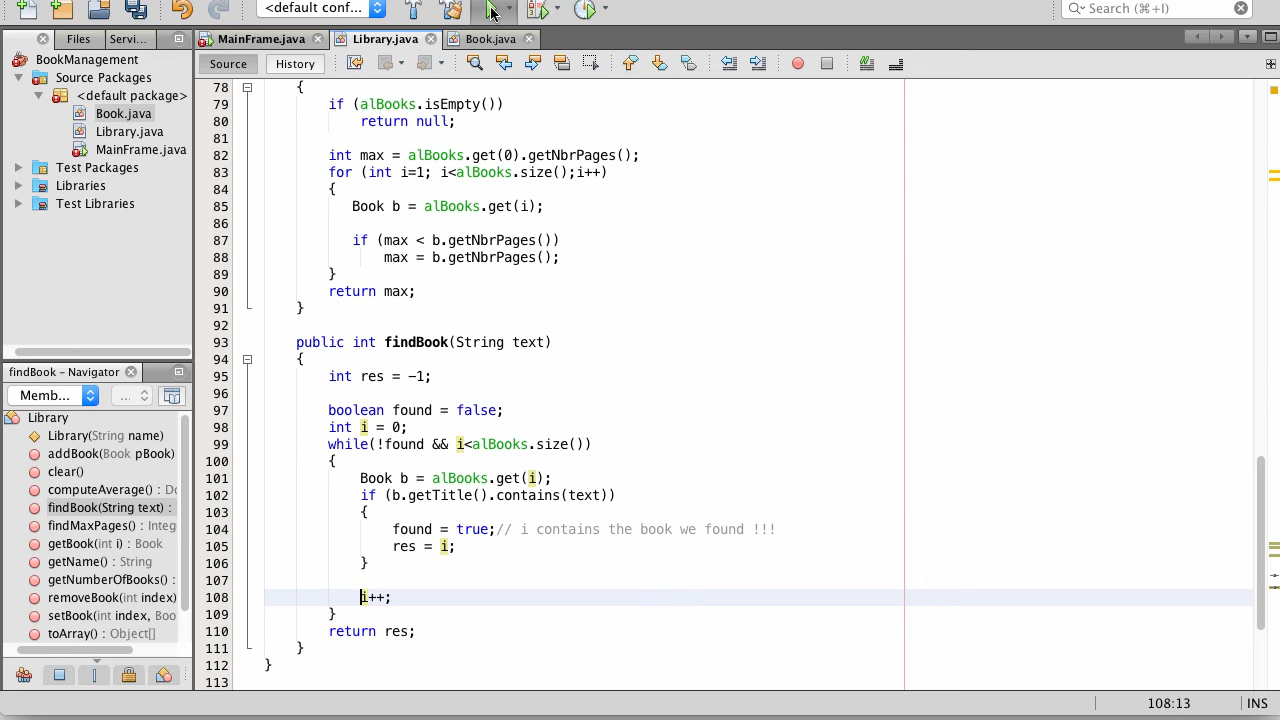 <default conf...
Search (⌘+I)
Files
Servi...
MainFrame.java
Library.java
Book.java
BookManagement
Source Packages
<default package>
Book.java
Library.java
MainFrame.java
Test Packages
Libraries
Test Libraries
Source
History
78 {
79 if (alBooks.isEmpty())
80 return null;
81
82 int max = alBooks.get(0).getNbrPages();
83 for (int i=1; i<alBooks.size();i++)
84 {
85 Book b = alBooks.get(i);
86
87 if (max < b.getNbrPages())
88 max = b.getNbrPages();
89 }
90 return max;
91 }
92
93 public int findBook(String text)
94 {
95 int res = -1;
96
97 boolean found = false;
98 int i = 0;
99 while(!found && i<alBooks.size())
100 {
101 Book b = alBooks.get(i);
102 if (b.getTitle().contains(text))
103 {
104 found = true;// i contains the book we found !!!
105 res = i;
106 }
107
108 i++;
109 }
110 return res;
111 }
112 }
113
findBook - Navigator
Memb...
...
Library
Library(String name)
addBook(Book pBook)
clear()
computeAverage() : Do
findBook(String text) :
findMaxPages() : Integ
getBook(int i) : Book
getName() : String
getNumberOfBooks() :
removeBook(int index)
setBook(int index, Boo
toArray() : Object[]
108:13
INS